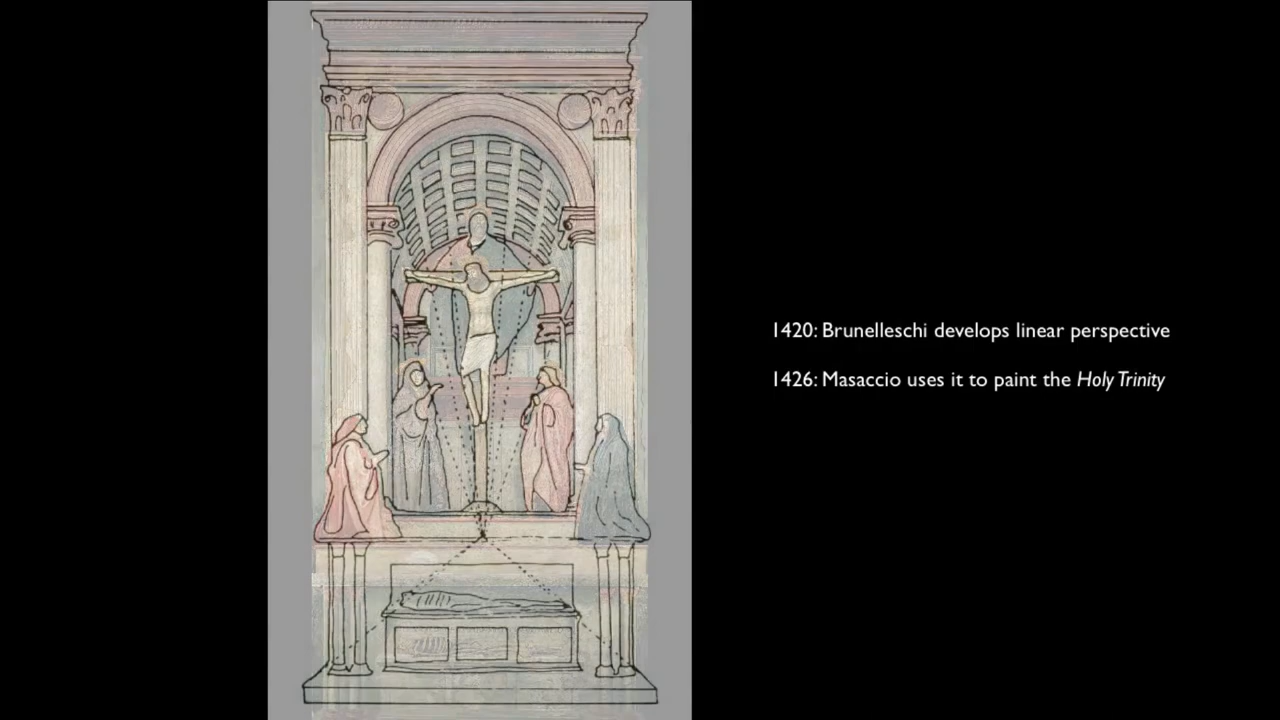 1420: Brunelleschi develops linear perspective
1426: Masaccio uses it to paint the Holy Trinity